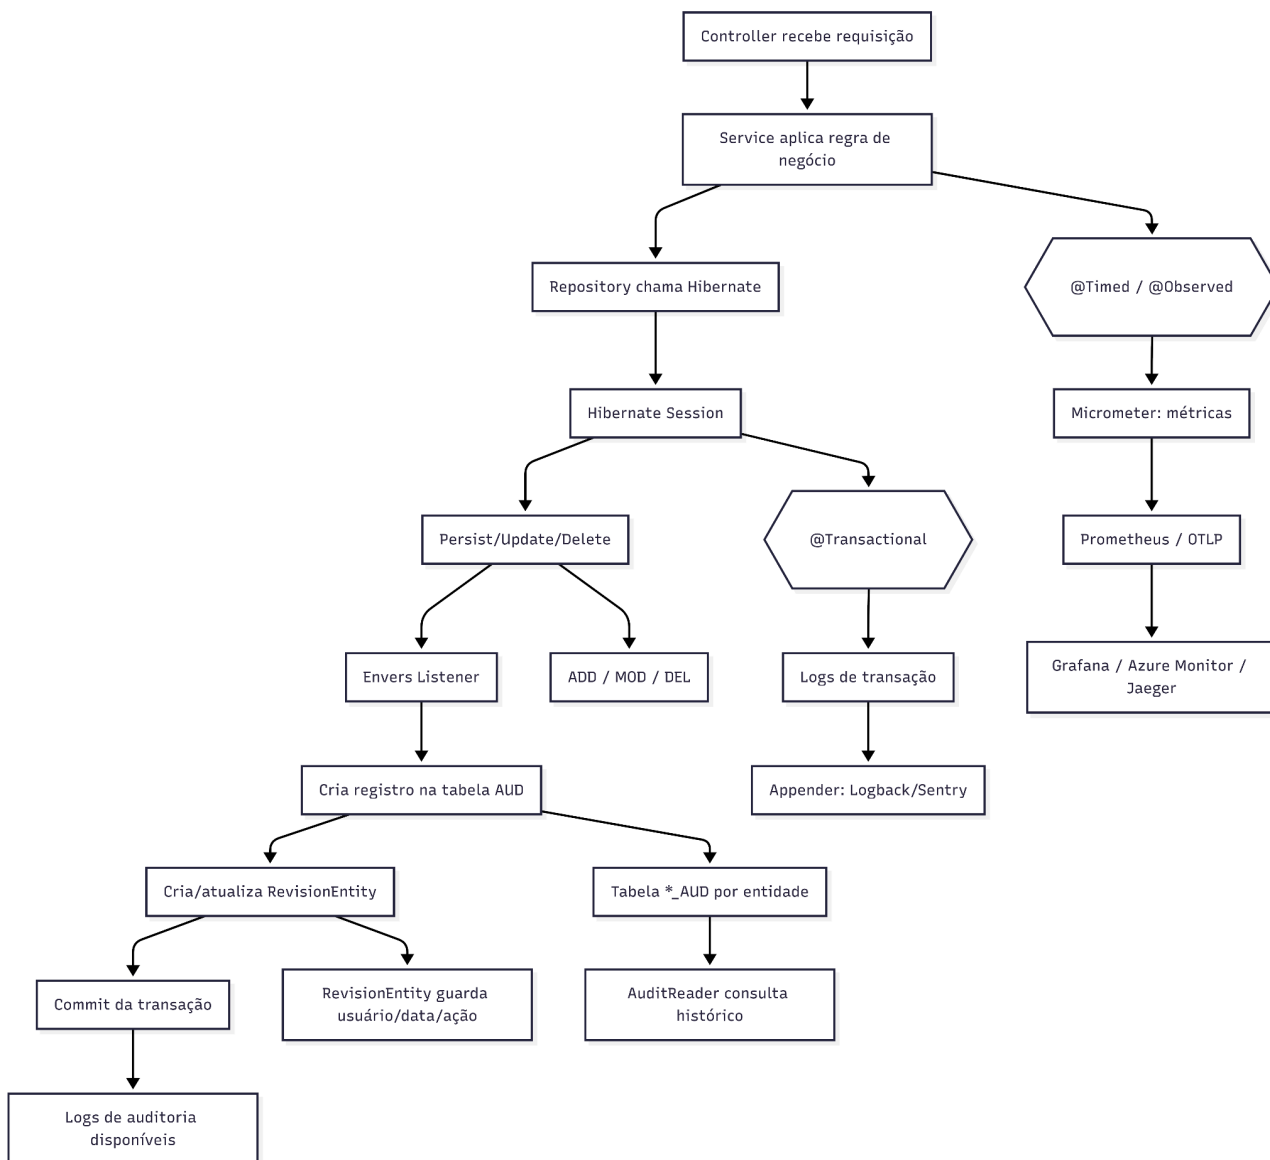 Controller recebe requisição
Service aplica regra de
negócio
Repository chama Hibernate
@Timed / @Observed
Hibernate Session
Micrometer: métricas
Persist/Update/Delete
@Transactional
Prometheus / OTLP
Envers Listener
ADD / MOD / DEL
Logs de transação
Grafana / Azure Monitor /
Jaeger
Cria registro na tabela AUD
Appender: Logback/Sentry
Cria/atualiza RevisionEntity
Tabela *_AUD por entidade
Commit da transação
RevisionEntity guarda
usuário/data/ação
AuditReader consulta
histórico
Logs de auditoria
disponíveis